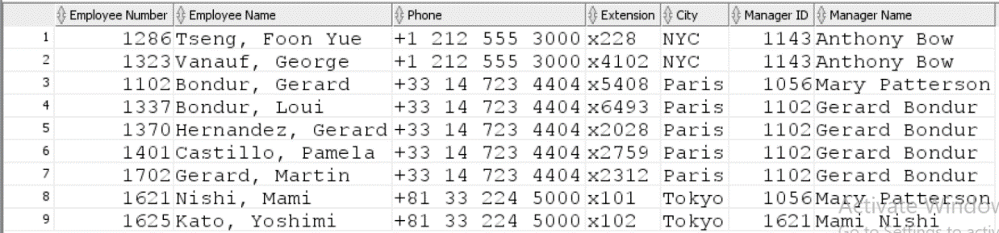 Employee Number Employee Name Phone Extension City Manager ID Manager Name
1 1286 Tseng, Foon Yue +1 212 555 3000 x228 NYC 1143 Anthony Bow
2 1323 Vanauf, George +1 212 555 3000 x4102 NYC 1143 Anthony Bow
3 1102 Bondur, Gerard +33 14 723 4404 x5408 Paris 1056 Mary Patterson
4 1337 Bondur, Loui +33 14 723 4404 x6493 Paris 1102 Gerard Bondur
5 1370 Hernandez, Gerard +33 14 723 4404 x2028 Paris 1102 Gerard Bondur
6 1401 Castillo, Pamela +33 14 723 4404 x2759 Paris 1102 Gerard Bondur
7 1702 Gerard, Martin +33 14 723 4404 x2312 Paris 1102 Gerard Bondur
8 1621 Nishi, Mami +81 33 224 5000 x101 Tokyo 1056 Mary Patterson
Activate Window
9 1625 Kato, Yoshimi +81 33 224 5000 x102 Tokyo 1621 Mami Nishi
Go to Settings to activ